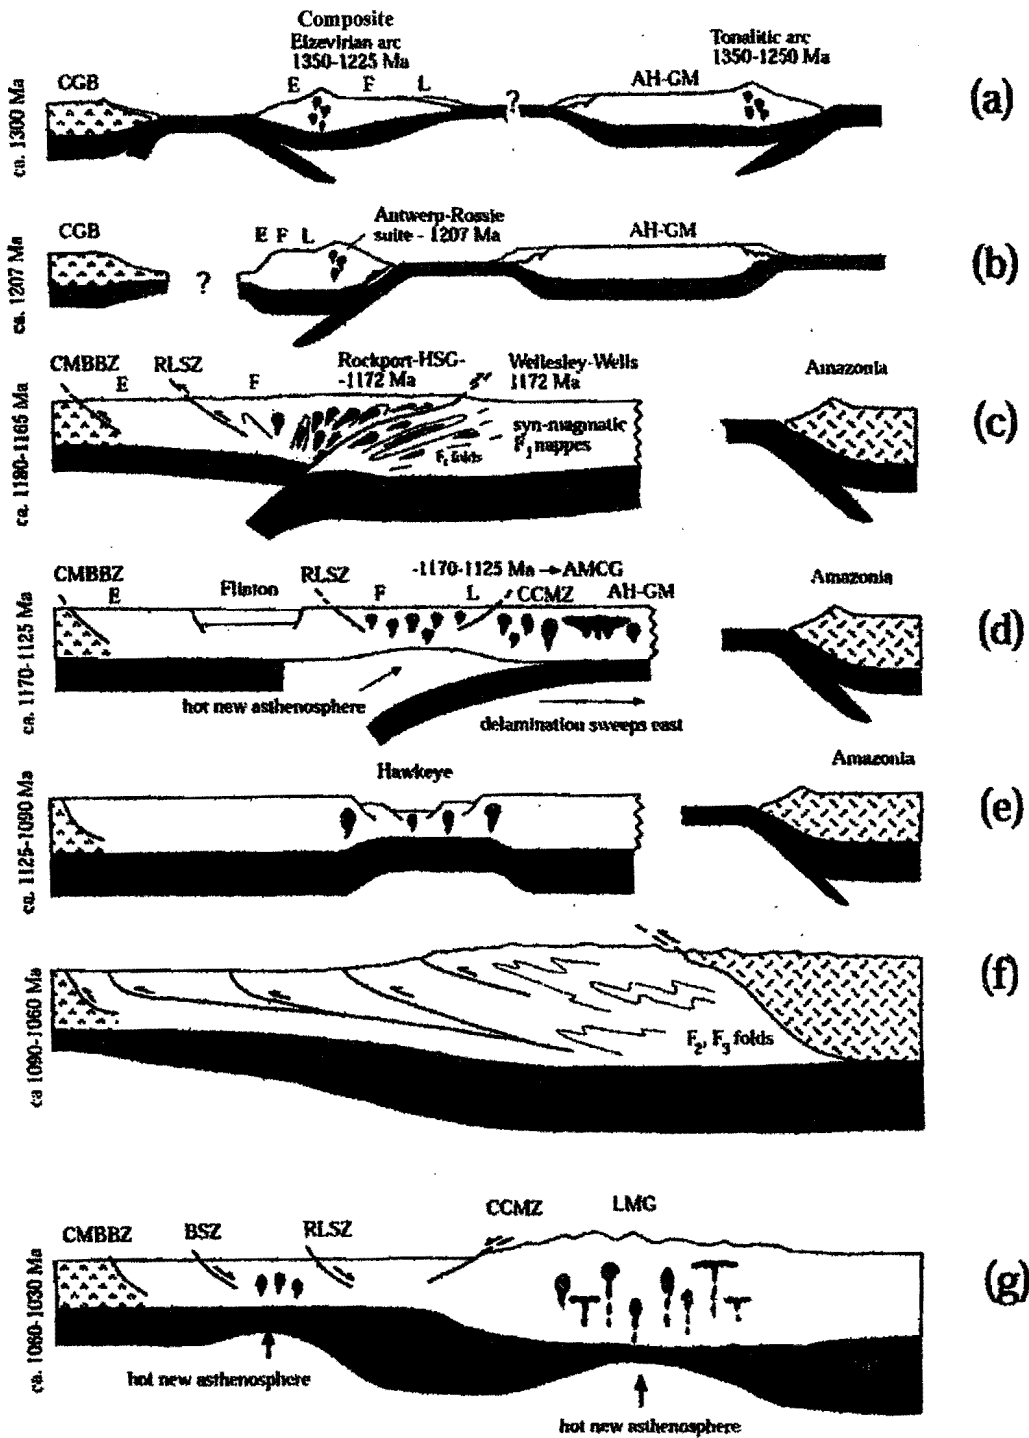 Composite
Elzevirian arc
1350-1225 Ma
Tonalitic arc
1350-1250 Ma
CGB
E F L
AH-GM
?
ca. 1300 Ma
(a)
CGB
E F L
Antwerp-Rossie
suite - 1207 Ma
AH-GM
?
ca. 1207 Ma
(b)
CMBBZ
E
RLSZ
F
Rockport-HSG-
-1172 Ma
Wellesley-Wells
1172 Ma
Amazonia
syn-magmatic
F1 nappes
F1 folds
ca. 1180-1165 Ma
(c)
CMBBZ
E
Flinton
RLSZ
-1170-1125 Ma → AMCG
F
L
CCMZ
AH-GM
Amazonia
hot new asthenosphere
delamination sweeps east
ca. 1170-1125 Ma
(d)
Hawkeye
Amazonia
ca. 1125-1090 Ma
(e)
F2, F3 folds
ca 1090-1060 Ma
(f)
CMBBZ
BSZ
RLSZ
CCMZ
LMG
hot new asthenosphere
hot new asthenosphere
ca. 1060-1030 Ma
(g)